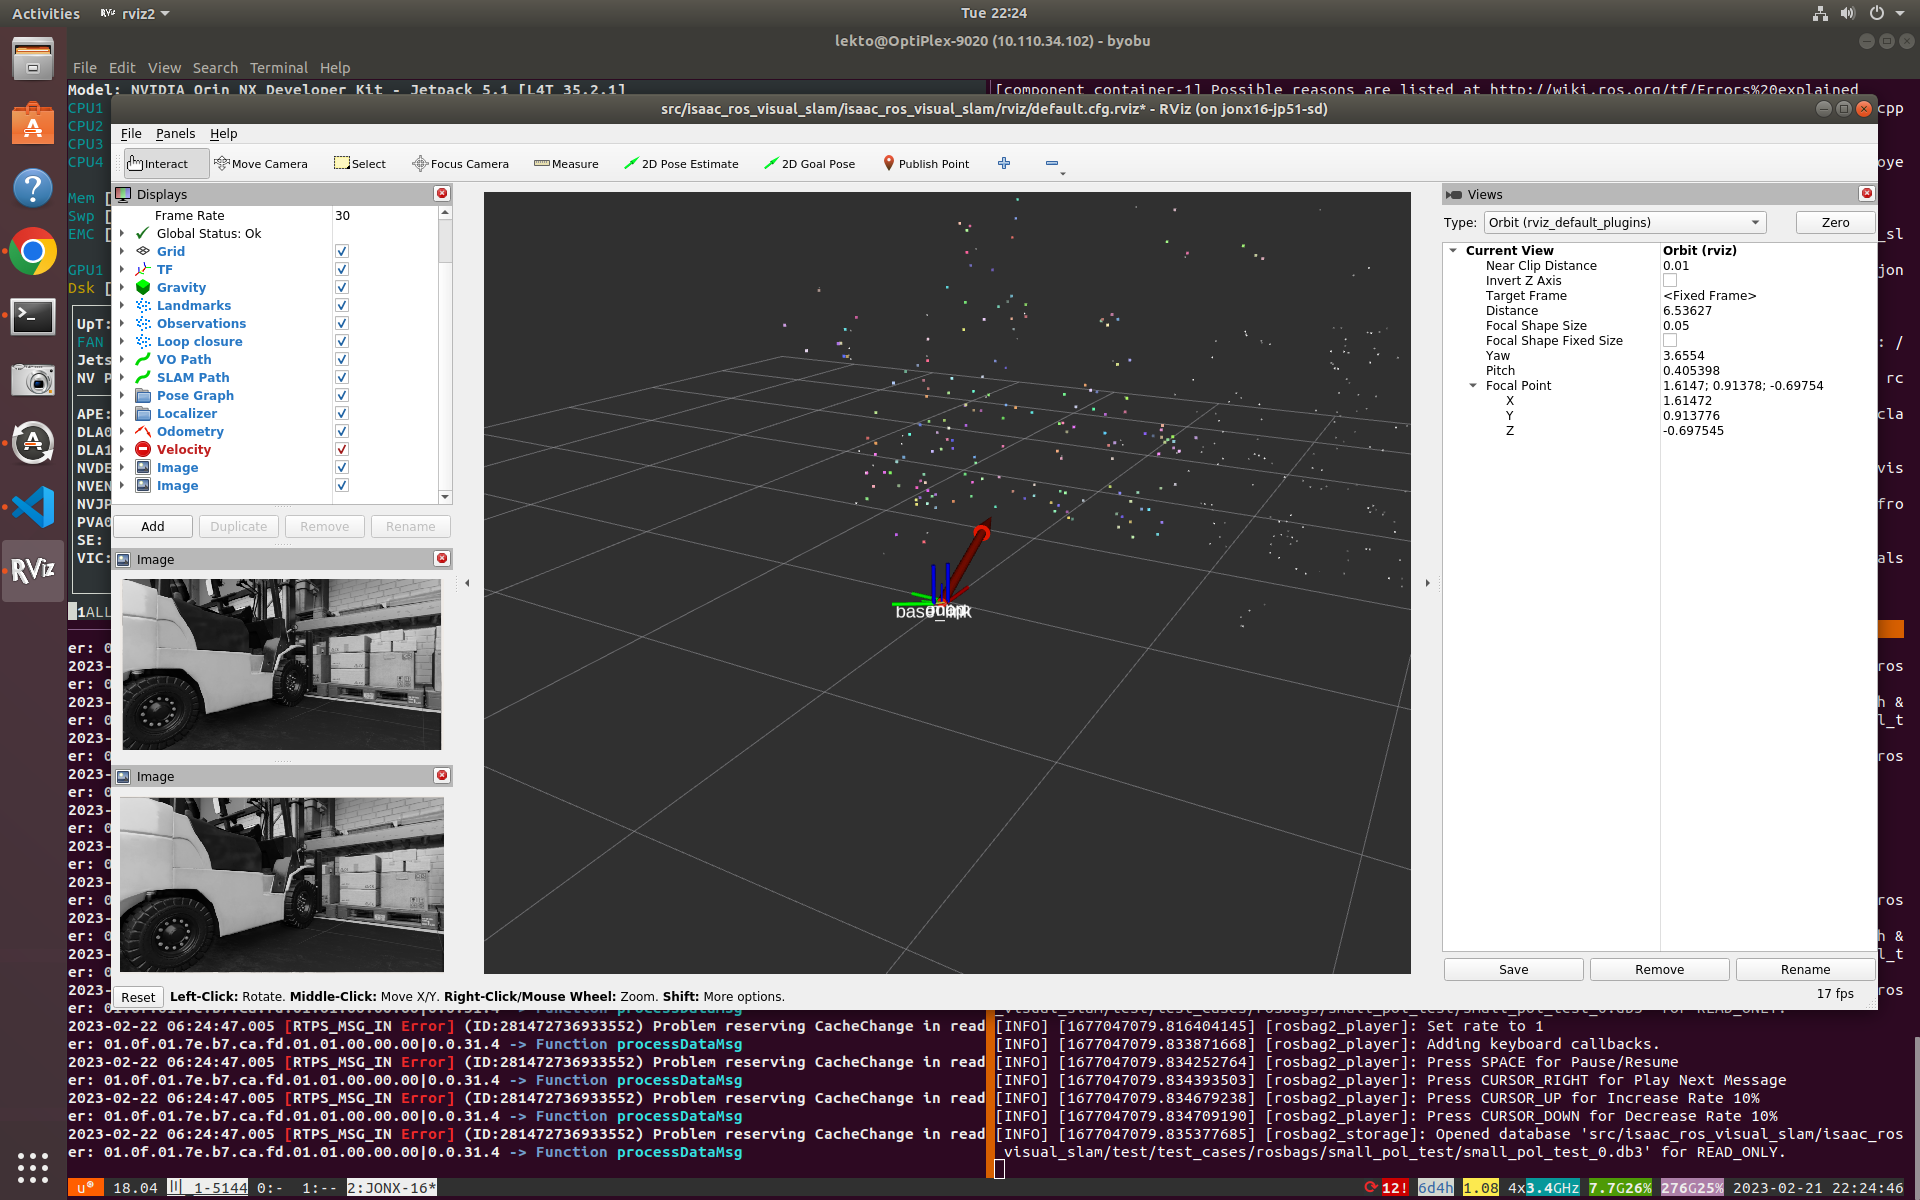 Activities
rviz2
Tue 22:24
lekto@OptiPlex-9020 (10.110.34.102) - byobu
File Edit View Search Terminal Help
Model: NVIDIA Orin NX Developer Kit - Jetpack 5.1 [L4T 35.2.1]
[component_container-1] Possible reasons are listed at http://wiki.ros.org/tf/Errors%20explained
CPU1
CPU2
CPU3
CPU4
Mem [
Swp [
EMC [
GPU1
Dsk [
UpT:
FAN
Jets
NV P
APE:
DLA0
DLA1
NVDE
NVEN
NVJP
PVA0
SE:
VIC:
1ALL
cpp
oye
_sl
jon
: /
rc
cla
vis
fro
als
src/isaac_ros_visual_slam/isaac_ros_visual_slam/rviz/default.cfg.rviz* - RViz (on jonx16-jp51-sd)
File Panels Help
Interact Move Camera Select Focus Camera Measure 2D Pose Estimate 2D Goal Pose Publish Point
Displays
Frame Rate 30
Global Status: Ok
Grid
TF
Gravity
Landmarks
Observations
Loop closure
VO Path
SLAM Path
Pose Graph
Localizer
Odometry
Velocity
Image
Image
Add Duplicate Remove Rename
Image
Image
base_link
Views
Type: Orbit (rviz_default_plugins) Zero
Current View Orbit (rviz)
Near Clip Distance 0.01
Invert Z Axis
Target Frame <Fixed Frame>
Distance 6.53627
Focal Shape Size 0.05
Focal Shape Fixed Size
Yaw 3.6554
Pitch 0.405398
Focal Point 1.6147; 0.91378; -0.69754
X 1.61472
Y 0.913776
Z -0.697545
Save Remove Rename
Reset Left-Click: Rotate. Middle-Click: Move X/Y. Right-Click/Mouse Wheel: Zoom. Shift: More options.
17 fps
RViz
2023-02-22 06:24:47.005 [RTPS_MSG_IN Error] (ID:281472736933552) Problem reserving CacheChange in read
er: 01.0f.01.7e.b7.ca.fd.01.01.00.00.00|0.0.31.4 -> Function processDataMsg
2023-02-22 06:24:47.005 [RTPS_MSG_IN Error] (ID:281472736933552) Problem reserving CacheChange in read
er: 01.0f.01.7e.b7.ca.fd.01.01.00.00.00|0.0.31.4 -> Function processDataMsg
2023-02-22 06:24:47.005 [RTPS_MSG_IN Error] (ID:281472736933552) Problem reserving CacheChange in read
er: 01.0f.01.7e.b7.ca.fd.01.01.00.00.00|0.0.31.4 -> Function processDataMsg
2023-02-22 06:24:47.005 [RTPS_MSG_IN Error] (ID:281472736933552) Problem reserving CacheChange in read
er: 01.0f.01.7e.b7.ca.fd.01.01.00.00.00|0.0.31.4 -> Function processDataMsg
[INFO] [1677047079.816404145] [rosbag2_player]: Set rate to 1
[INFO] [1677047079.833871668] [rosbag2_player]: Adding keyboard callbacks.
[INFO] [1677047079.834252764] [rosbag2_player]: Press SPACE for Pause/Resume
[INFO] [1677047079.834393503] [rosbag2_player]: Press CURSOR_RIGHT for Play Next Message
[INFO] [1677047079.834679238] [rosbag2_player]: Press CURSOR_UP for Increase Rate 10%
[INFO] [1677047079.834709190] [rosbag2_player]: Press CURSOR_DOWN for Decrease Rate 10%
[INFO] [1677047079.835377685] [rosbag2_storage]: Opened database 'src/isaac_ros_visual_slam/isaac_ros
_visual_slam/test/test_cases/rosbags/small_pol_test/small_pol_test_0.db3' for READ_ONLY.
18.04 1-5144 0:- 1:-- 2:JONX-16*
12! 6d4h 1.08 4x3.4GHz 7.7G26% 276G25% 2023-02-21 22:24:46